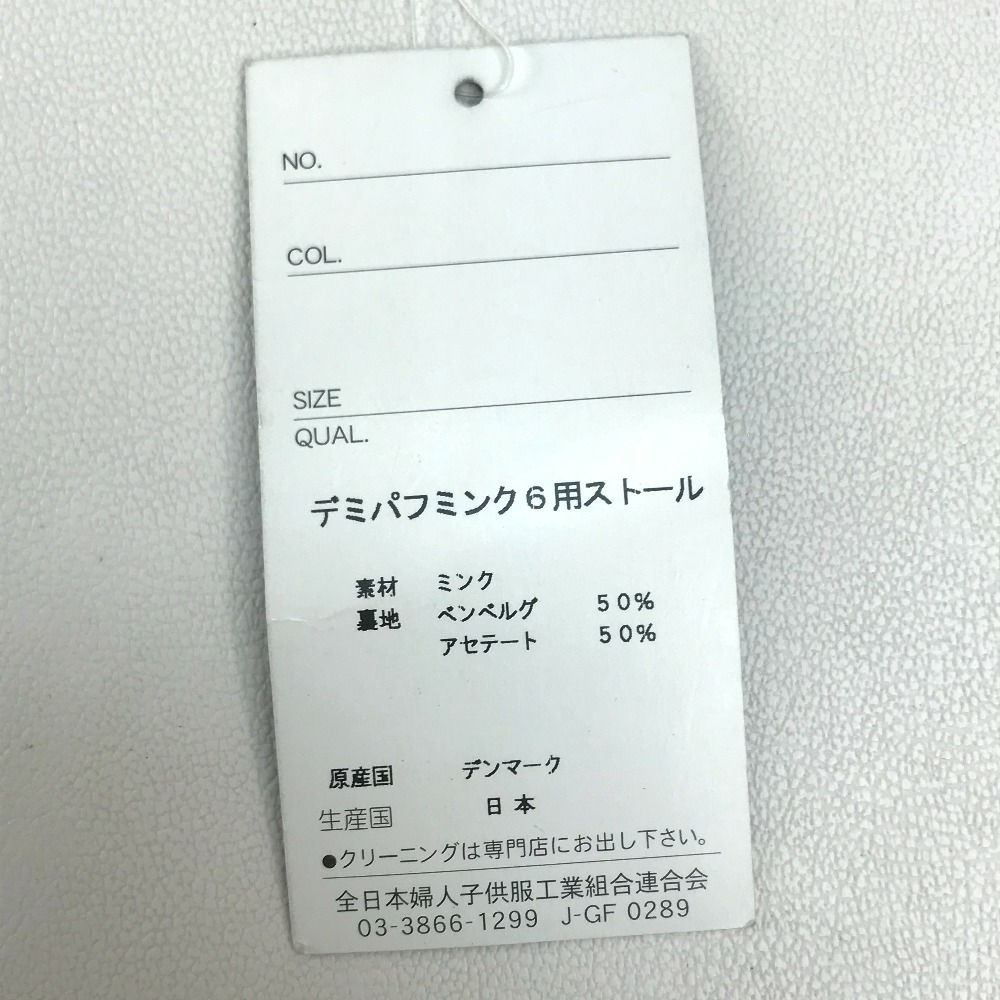 NO.
COL.
SIZE
QUAL.
デミパフミンク6用ストール
素材 ミンク
裏地 ベンベルグ 50%
アセテート 50%
原産国 デンマーク
生産国 日本
●クリーニングは専門店にお出し下さい。
全日本婦人子供服工業組合連合会
03-3866-1299 J-GF 0289